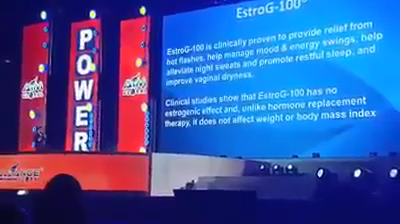 EstroG-100®
EstroG-100 is clinically proven to provide relief from
hot flashes, help manage mood & energy swings, help
alleviate night sweats and promote restful sleep, and
improve vaginal dryness.
Clinical studies show that EstroG-100 has no
estrogenic effect and, unlike hormone replacement
therapy, it does not affect weight or body mass index
POWER